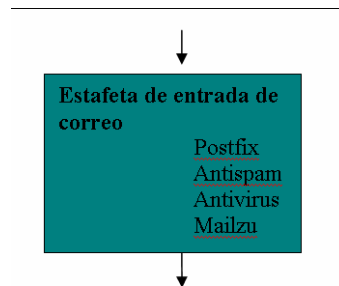 Estafeta de entrada de
correo
Postfix
Antispam
Antivirus
Mailzu